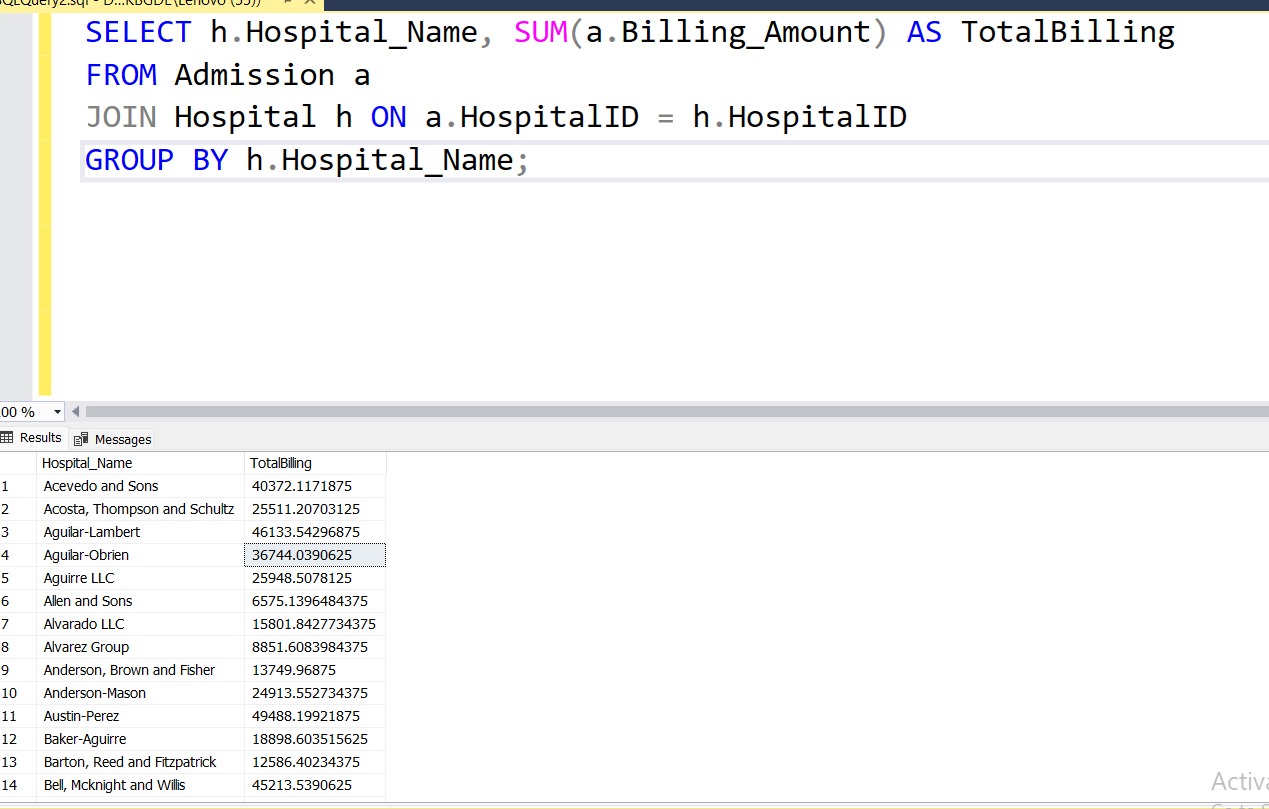 SELECT h.Hospital_Name, SUM(a.Billing_Amount) AS TotalBilling
FROM Admission a
JOIN Hospital h ON a.HospitalID = h.HospitalID
GROUP BY h.Hospital_Name;
00 %
Results Messages
Hospital_Name TotalBilling
1 Acevedo and Sons 40372.1171875
2 Acosta, Thompson and Schultz 25511.20703125
3 Aguilar-Lambert 46133.54296875
4 Aguilar-Obrien 36744.0390625
5 Aguirre LLC 25948.5078125
6 Allen and Sons 6575.1396484375
7 Alvarado LLC 15801.8427734375
8 Alvarez Group 8851.6083984375
9 Anderson, Brown and Fisher 13749.96875
10 Anderson-Mason 24913.552734375
11 Austin-Perez 49488.19921875
12 Baker-Aguirre 18898.603515625
13 Barton, Reed and Fitzpatrick 12586.40234375
14 Bell, Mcknight and Willis 45213.5390625
Activa